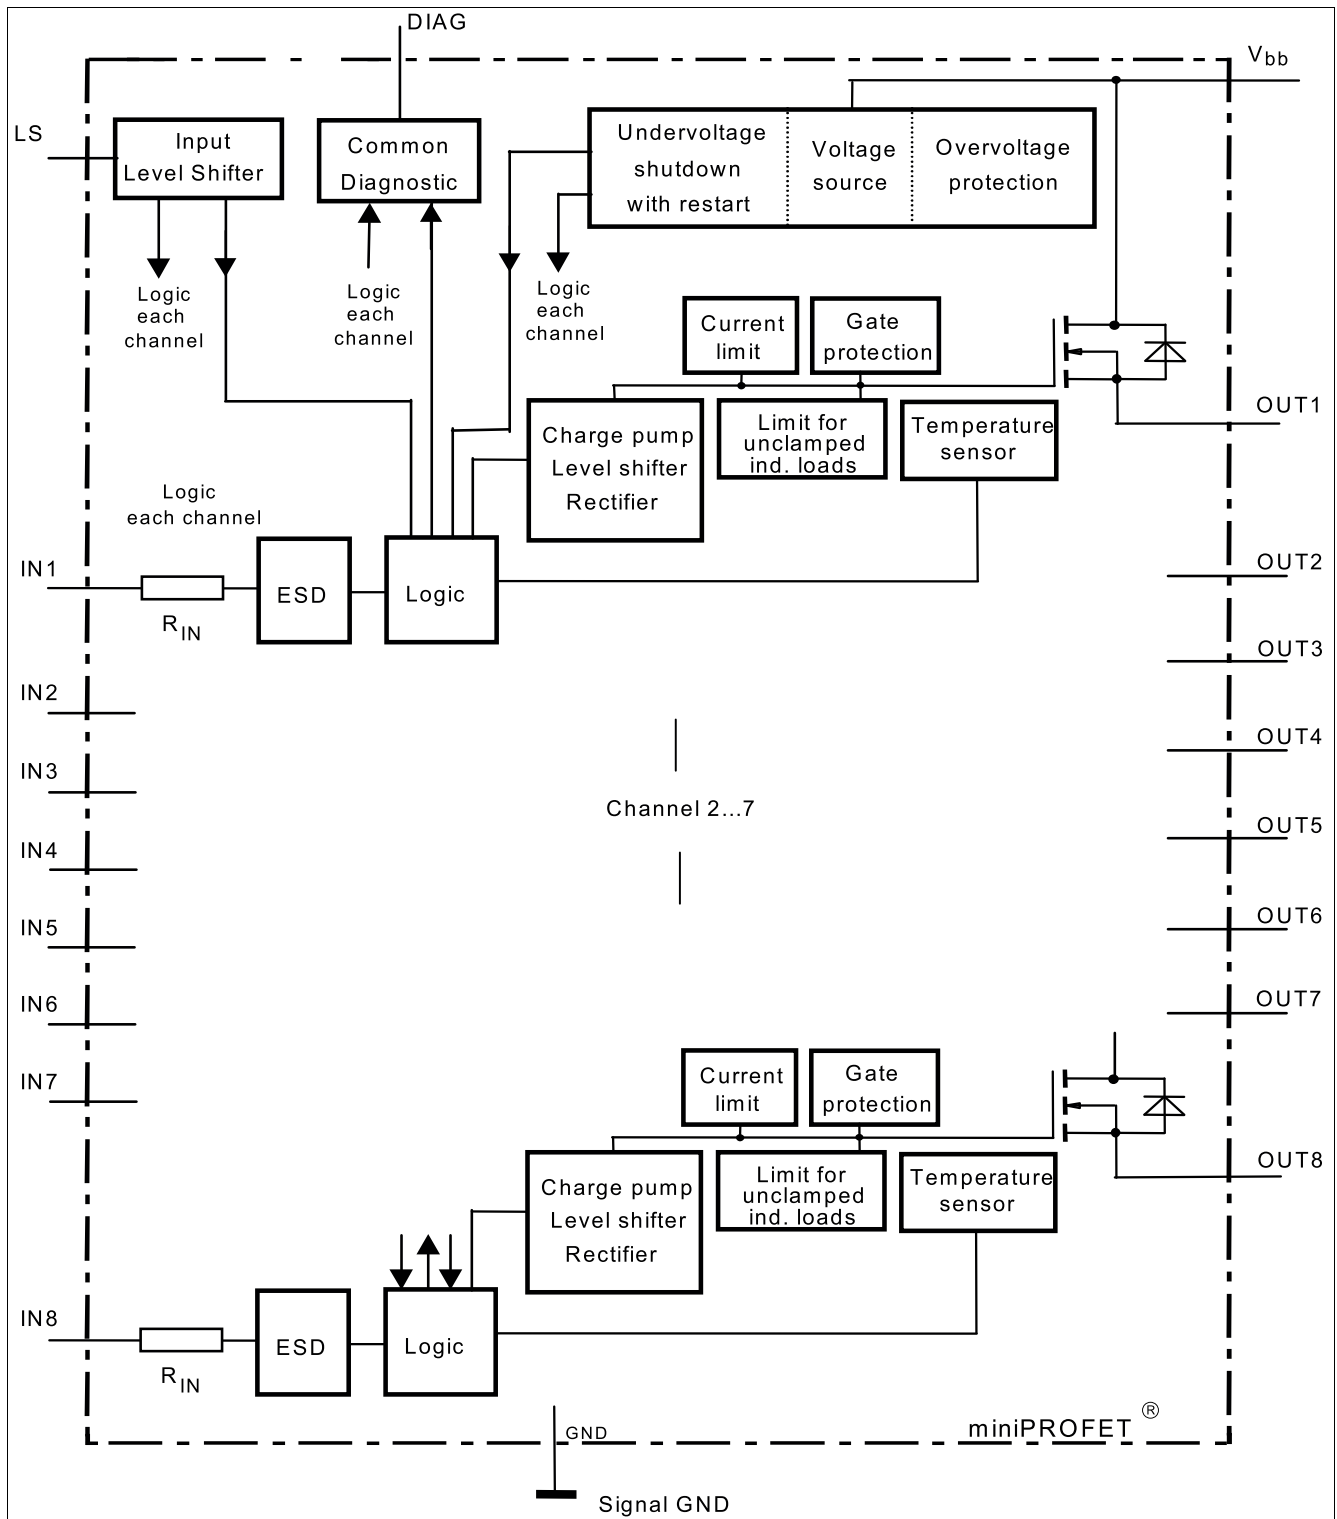 DIAG
Vbb
LS
Input
Level Shifter
Common
Diagnostic
Undervoltage
shutdown
with restart
Voltage
source
Overvoltage
protection
Logic
each
channel
Logic
each
channel
Logic
each
channel
Current
limit
Gate
protection
OUT1
Charge pump
Level shifter
Rectifier
Limit for
unclamped
ind. loads
Temperature
sensor
Logic
each channel
IN1
RIN
ESD
Logic
OUT2
OUT3
IN2
OUT4
IN3
Channel 2...7
OUT5
IN4
OUT6
IN5
OUT7
IN6
IN7
Current
limit
Gate
protection
OUT8
Charge pump
Level shifter
Rectifier
Limit for
unclamped
ind. loads
Temperature
sensor
IN8
RIN
ESD
Logic
miniPROFET ®
GND
Signal GND